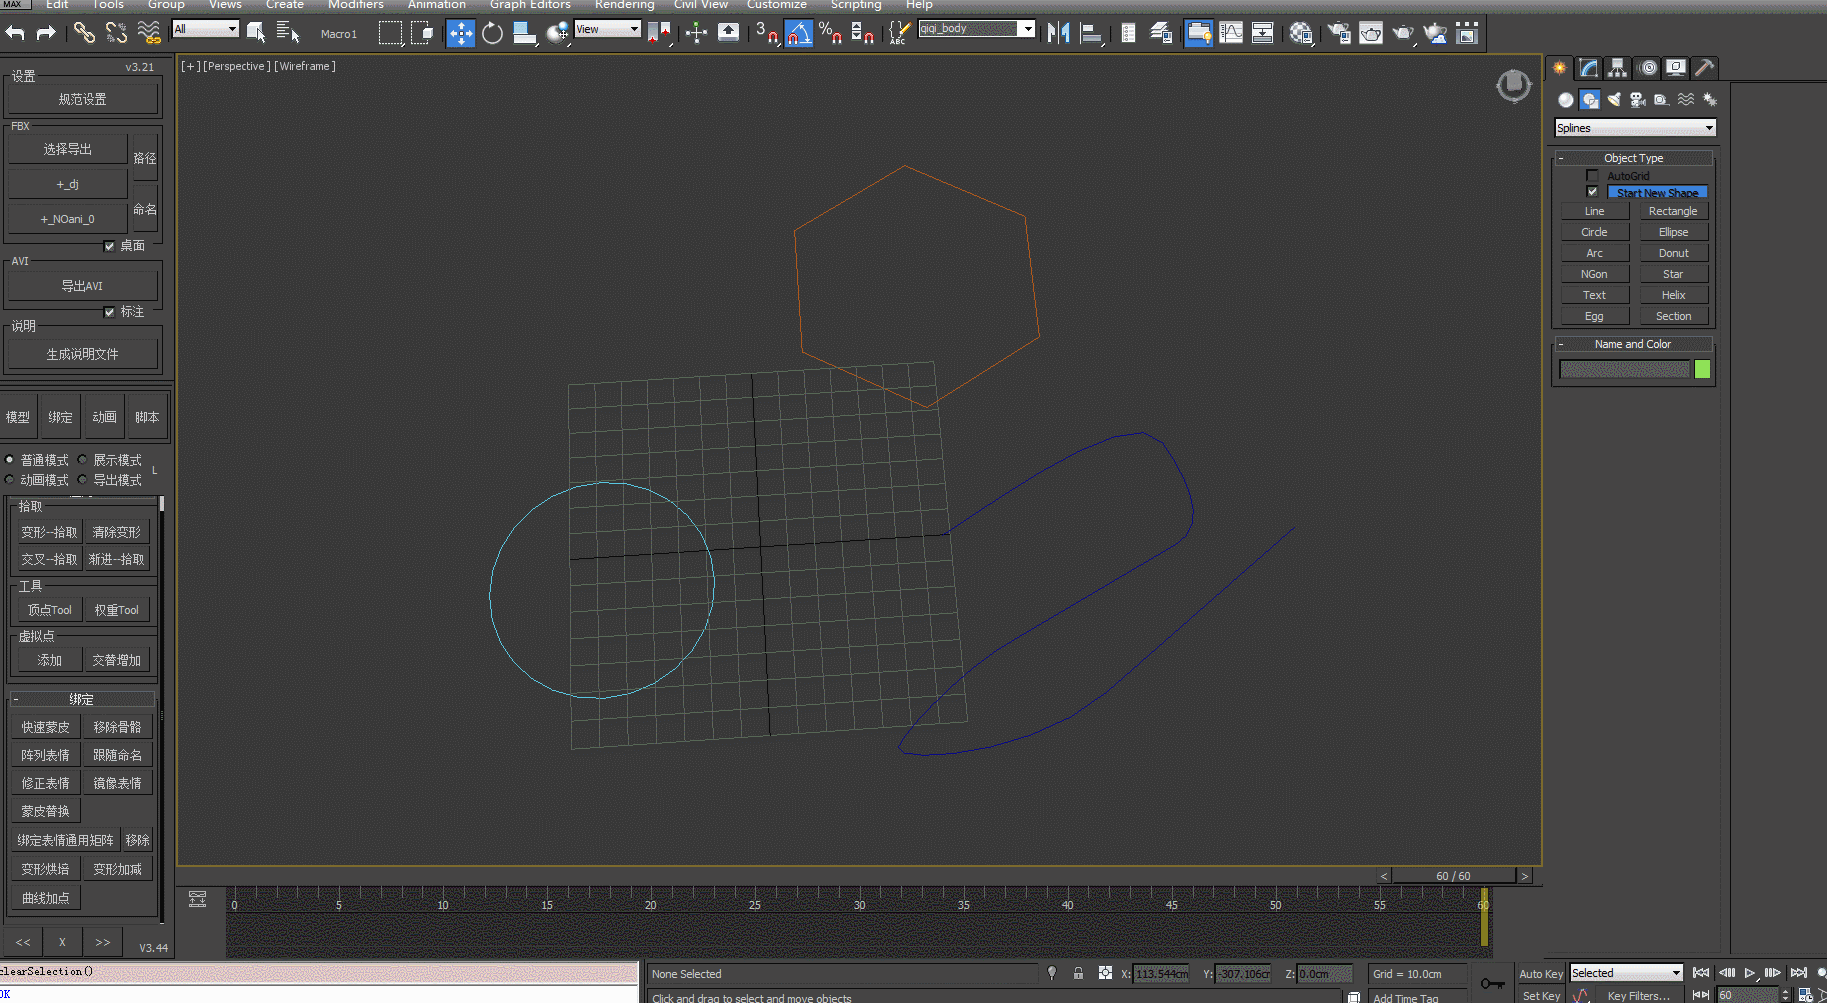 MAX Edit Tools Group Views Create Modifiers Animation Graph Editors Rendering Civil View Customize Scripting Help
All Macro1 View 3 % ABC qiqi_body
v3.21
设置
规范设置
FBX
选择导出 路径
+_dj
+_NOani_0 命名
桌面
AVI
导出AVI
标注
说明
生成说明文件
模型 绑定 动画 脚本
普通模式 展示模式 L
动画模式 导出模式
拾取
变形--拾取 清除变形
交叉--拾取 渐进--拾取
工具
顶点Tool 权重Tool
虚拟点
添加 交替增加
- 绑定
快速蒙皮 移除骨骼
阵列表情 跟随命名
修正表情 镜像表情
蒙皮替换
绑定表情通用矩阵 移除
变形烘培 变形加减
曲线加点
<< X >> V3.44
[+][Perspective][Wireframe]
Splines
- Object Type
AutoGrid
Start New Shape
Line Rectangle
Circle Ellipse
Arc Donut
NGon Star
Text Helix
Egg Section
- Name and Color
< 60 / 60 >
0 5 10 15 20 25 30 35 40 45 50 55 60
clearSelection()
OK
None Selected X: 113.544cm Y: -307.106cm Z: 0.0cm Grid = 10.0cm Auto Key Selected
Click and drag to select and move objects Add Time Tag Set Key Key Filters... 60